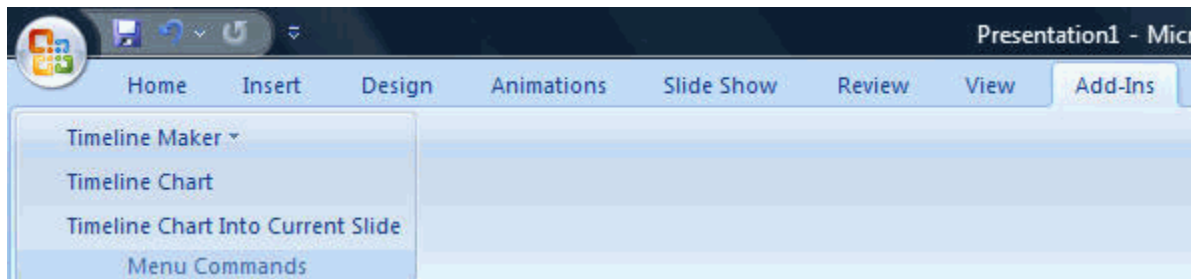 Presentation1 - Micr
Home Insert Design Animations Slide Show Review View Add-Ins
Timeline Maker
Timeline Chart
Timeline Chart Into Current Slide
Menu Commands